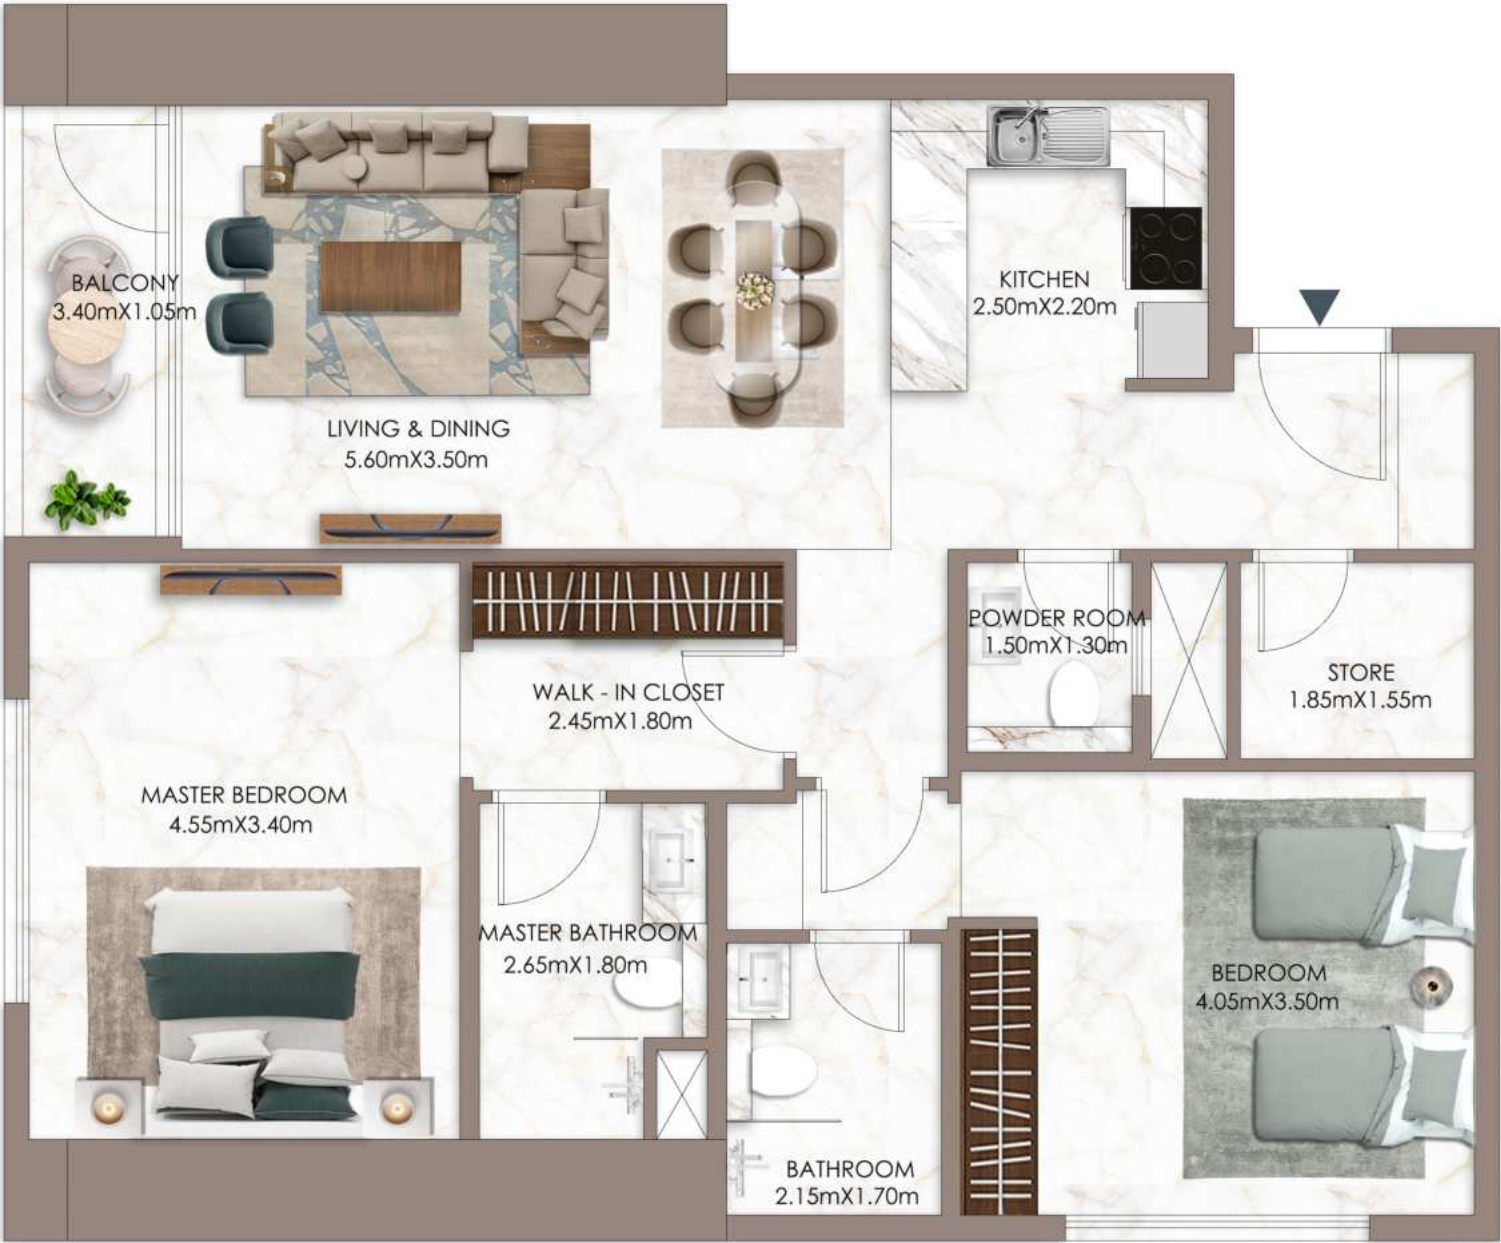 BALCONY
3.40mX1.05m
LIVING & DINING
5.60mX3.50m
KITCHEN
2.50mX2.20m
POWDER ROOM
1.50mX1.30m
STORE
1.85mX1.55m
WALK - IN CLOSET
2.45mX1.80m
MASTER BEDROOM
4.55mX3.40m
MASTER BATHROOM
2.65mX1.80m
BEDROOM
4.05mX3.50m
BATHROOM
2.15mX1.70m